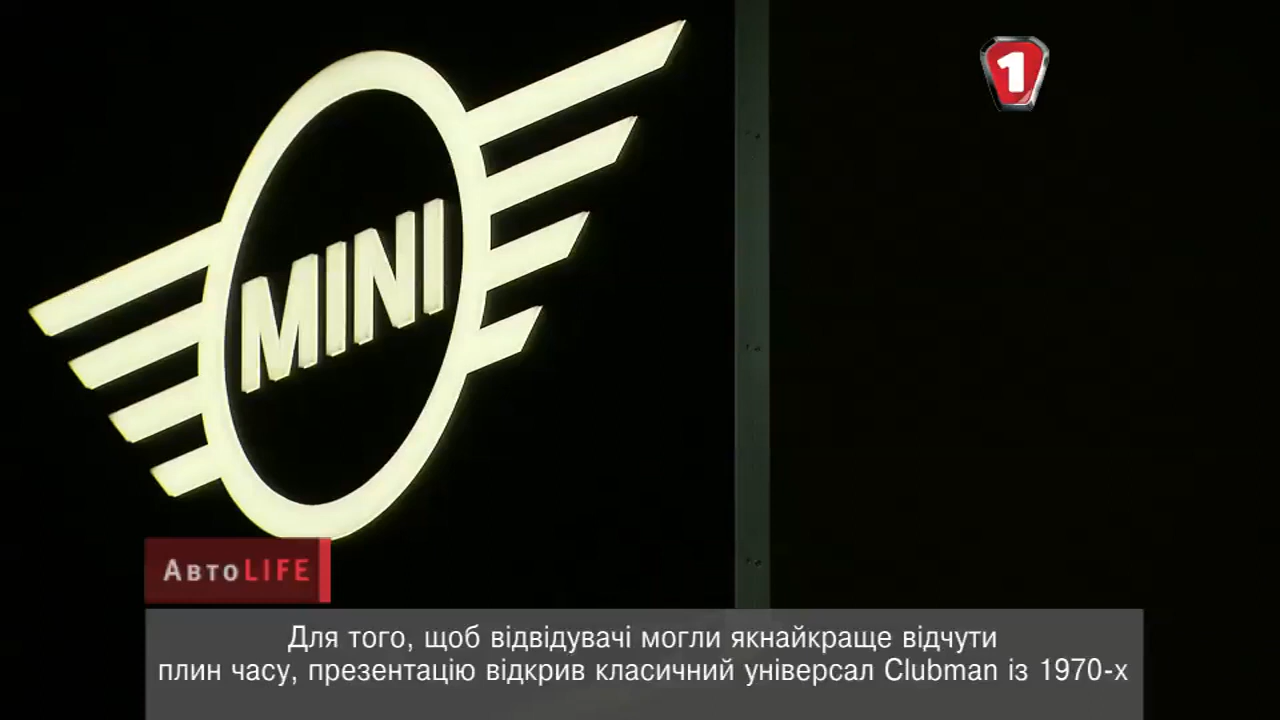 1
MINI
АвтоLIFE
Для того, щоб відвідувачі могли якнайкраще відчути
плин часу, презентацію відкрив класичний універсал Clubman із 1970-х